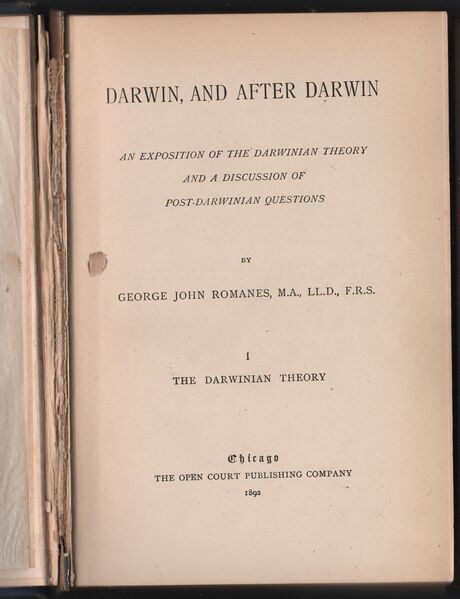 DARWIN, AND AFTER DARWIN
AN EXPOSITION OF THE DARWINIAN THEORY
AND A DISCUSSION OF
POST-DARWINIAN QUESTIONS
BY
GEORGE JOHN ROMANES, M.A., LL.D., F.R.S.
I
THE DARWINIAN THEORY
Chicago
THE OPEN COURT PUBLISHING COMPANY
1892